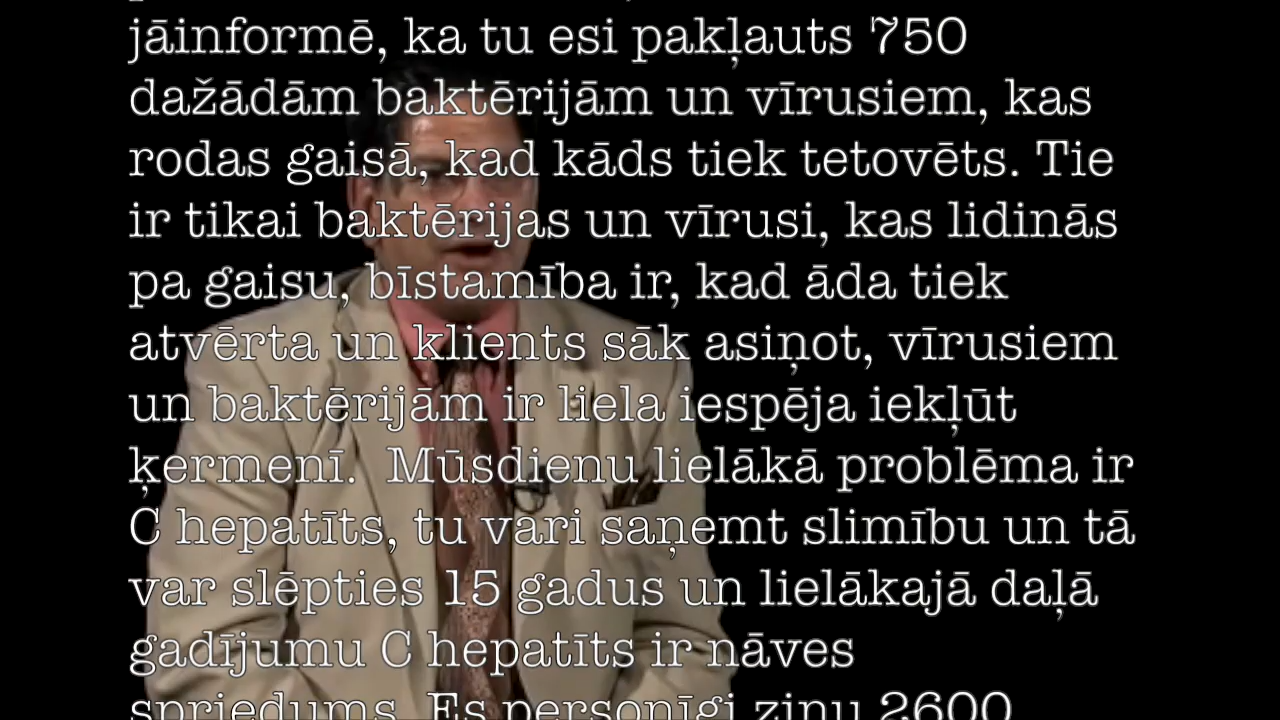 jāinformē, ka tu esi pakļauts 750
dažādām baktērijām un vīrusiem, kas
rodas gaisā, kad kāds tiek tetovēts. Tie
ir tikai baktērijas un vīrusi, kas lidinās
pa gaisu, bīstamība ir, kad āda tiek
atvērta un klients sāk asiņot, vīrusiem
un baktērijām ir liela iespēja iekļūt
ķermenī. Mūsdienu lielākā problēma ir
C hepatīts, tu vari saņemt slimību un tā
var slēpties 15 gadus un lielākajā daļā
gadījumu C hepatīts ir nāves
spriedums. Es personīgi zinu 2600